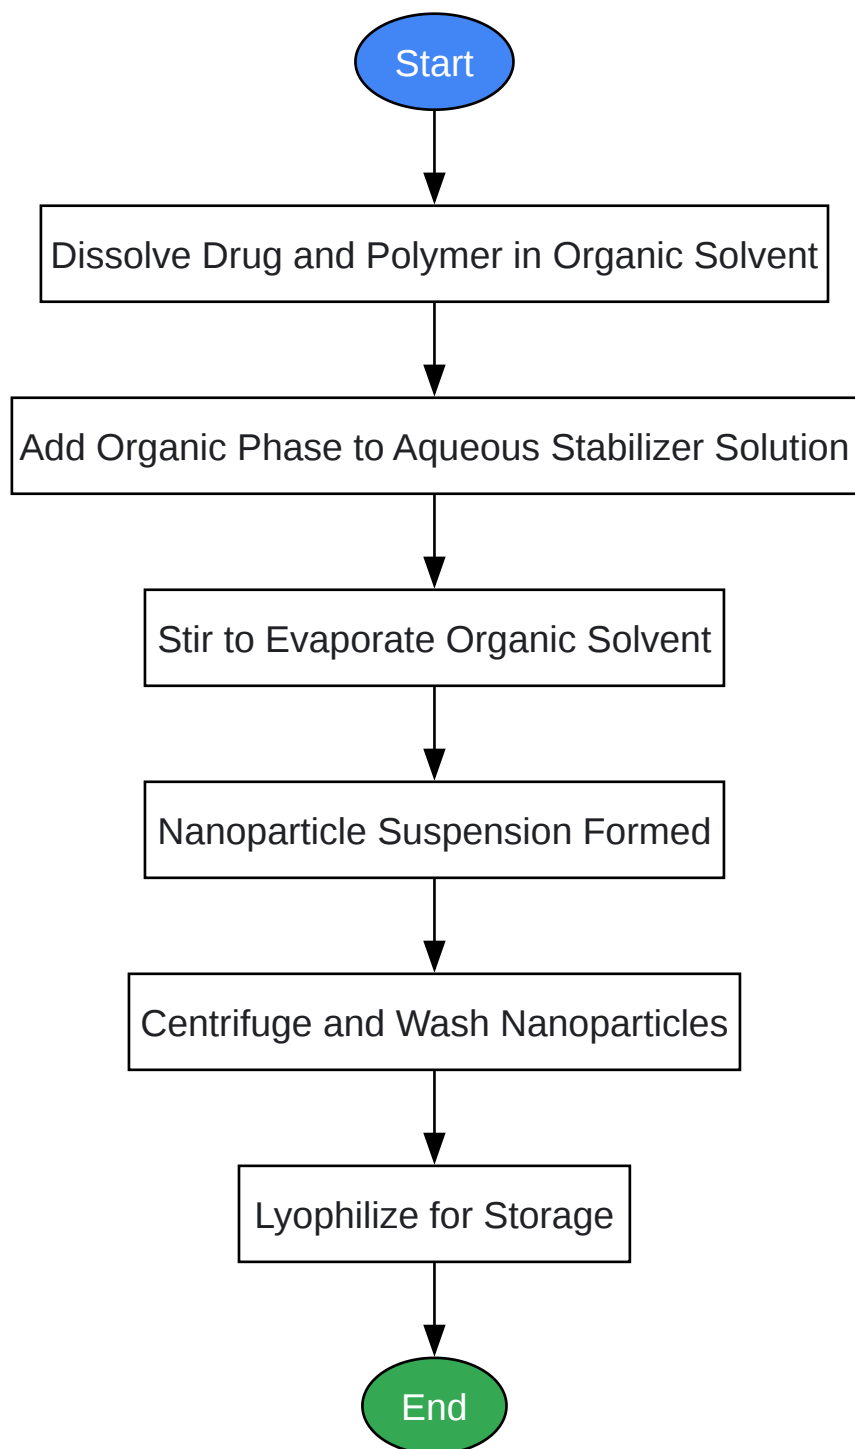 Start
Dissolve Drug and Polymer in Organic Solvent
Add Organic Phase to Aqueous Stabilizer Solution
Stir to Evaporate Organic Solvent
Nanoparticle Suspension Formed
Centrifuge and Wash Nanoparticles
Lyophilize for Storage
End